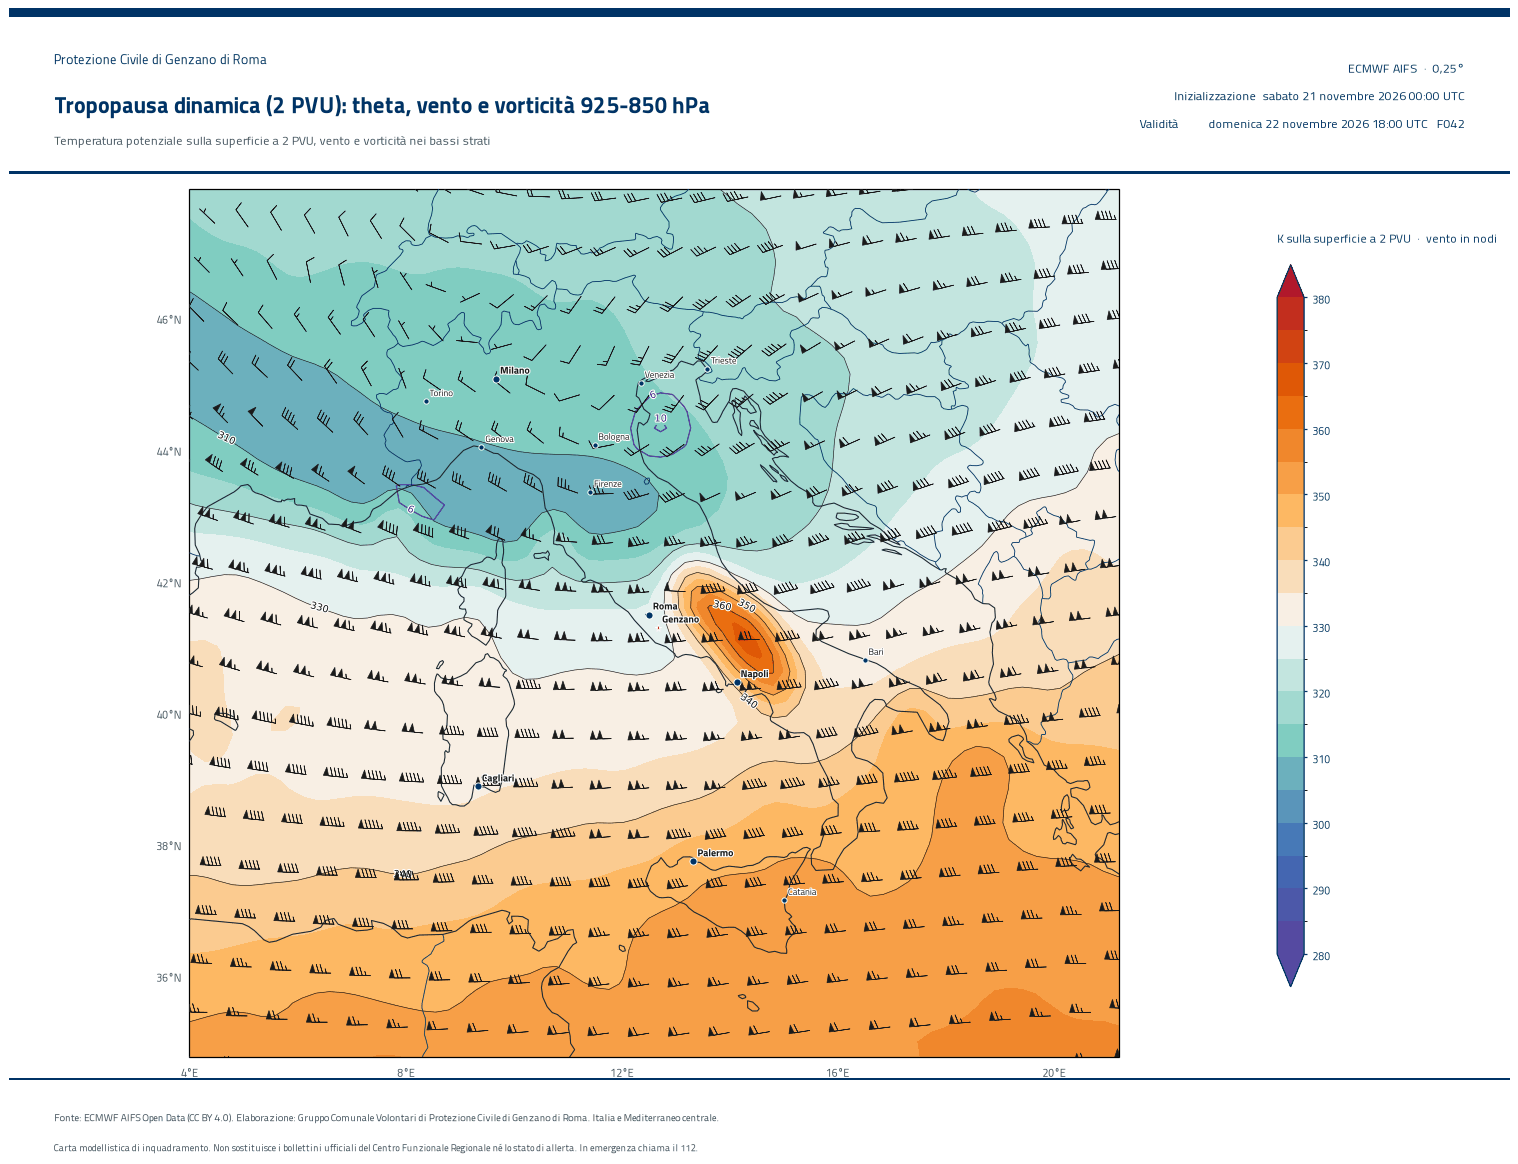 Protezione Civile di Genzano di Roma
ECMWF AIFS · 0,25°
Tropopausa dinamica (2 PVU): theta, vento e vorticità 925-850 hPa
Inizializzazione sabato 21 novembre 2026 00:00 UTC
Temperatura potenziale sulla superficie a 2 PVU, vento e vorticità nei bassi strati
Validità domenica 22 novembre 2026 18:00 UTC F042
K sulla superficie a 2 PVU · vento in nodi
380
370
360
350
340
330
320
310
300
290
280
46°N
44°N
42°N
40°N
38°N
36°N
4°E
8°E
12°E
16°E
20°E
Trieste
Venezia
Milano
Torino
6
10
310
Genova
Bologna
Firenze
6
330
Roma
360
350
Genzano
Bari
Napoli
340
Cagliari
Palermo
Catania
Fonte: ECMWF AIFS Open Data (CC BY 4.0). Elaborazione: Gruppo Comunale Volontari di Protezione Civile di Genzano di Roma. Italia e Mediterraneo centrale.
Carta modellistica di inquadramento. Non sostituisce i bollettini ufficiali del Centro Funzionale Regionale né lo stato di allerta. In emergenza chiama il 112.